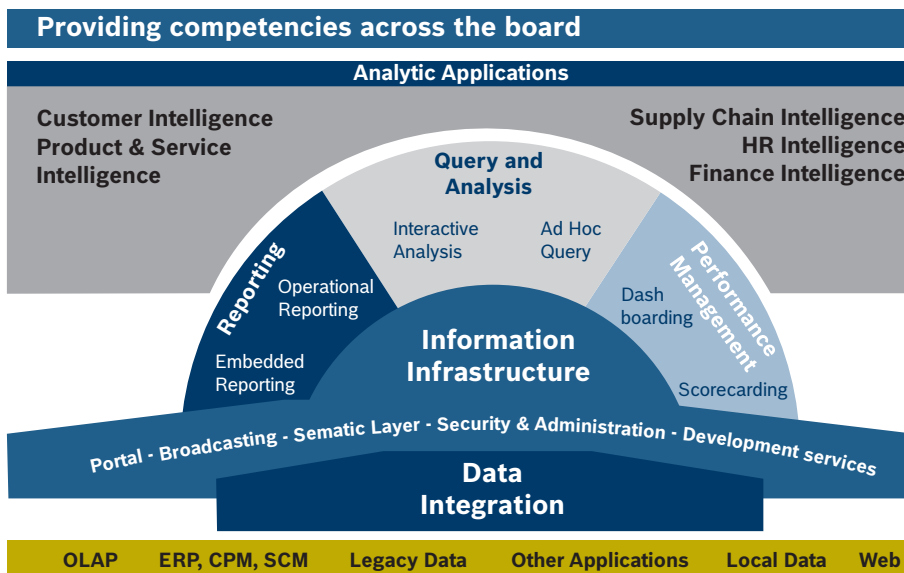 Providing competencies across the board
Analytic Applications
Customer Intelligence
Product & Service
Intelligence
Supply Chain Intelligence
HR Intelligence
Finance Intelligence
Query and
Analysis
Interactive
Analysis
Ad Hoc
Query
Reporting
Operational
Reporting
Embedded
Reporting
Performance
Management
Dash
boarding
Scorecarding
Information
Infrastructure
Portal - Broadcasting - Sematic Layer - Security & Administration - Development services
Data
Integration
OLAP ERP, CPM, SCM Legacy Data Other Applications Local Data Web